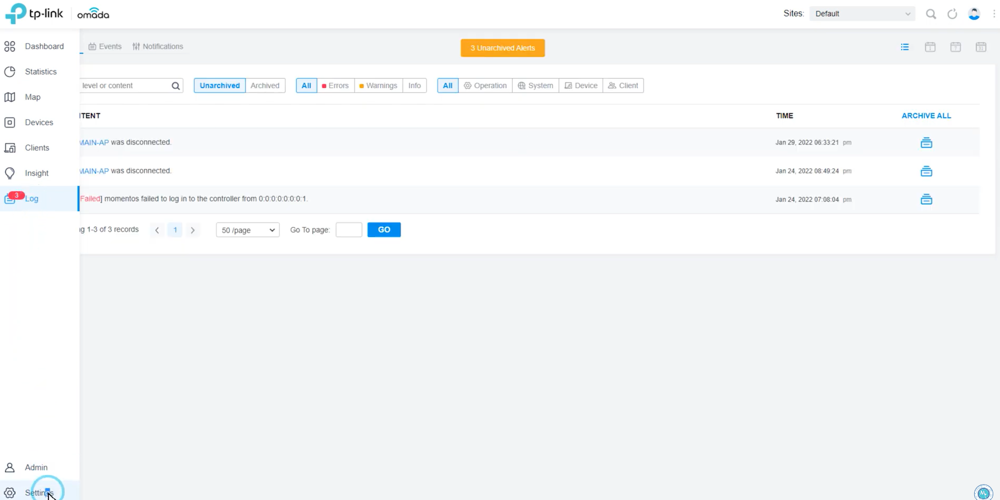 tp-link omada Sites: Default
Dashboard Events Notifications 3 Unarchived Alerts
Statistics
level or content Unarchived Archived All Errors Warnings Info All Operation System Device Client
Map
TENT TIME ARCHIVE ALL
Devices
MAIN-AP was disconnected. Jan 29, 2022 06:33:21 pm
Clients
MAIN-AP was disconnected. Jan 24, 2022 08:49:24 pm
Insight
3 Log
Failed] momentos failed to log in to the controller from 0:0:0:0:0:0:0:1. Jan 24, 2022 07:08:04 pm
g 1-3 of 3 records 1 50 /page Go To page: GO
Admin
Settings